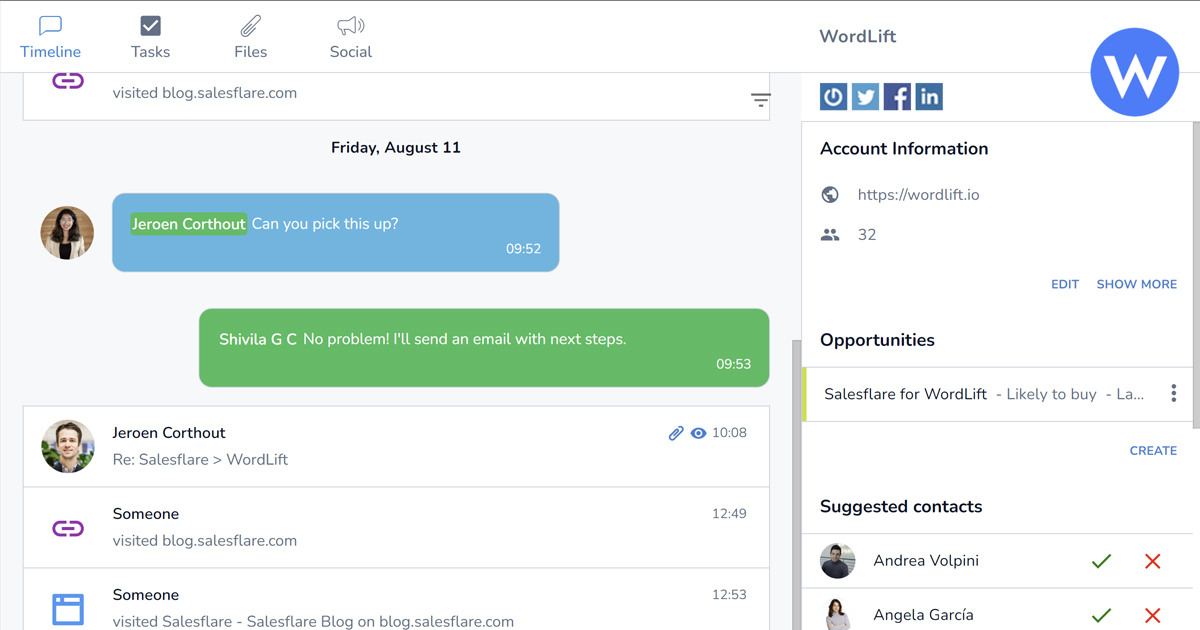 Timeline
Tasks
Files
Social
visited blog.salesflare.com
Friday, August 11
Jeroen Corthout Can you pick this up?
09:52
Shivila G C No problem! I'll send an email with next steps.
09:53
Jeroen Corthout
10:08
Re: Salesflare > WordLift
Someone
12:49
visited blog.salesflare.com
Someone
12:53
visited Salesflare - Salesflare Blog on blog.salesflare.com
WordLift
W
in
Account Information
https://wordlift.io
32
EDIT SHOW MORE
Opportunities
Salesflare for WordLift - Likely to buy - La...
CREATE
Suggested contacts
Andrea Volpini
Angela García